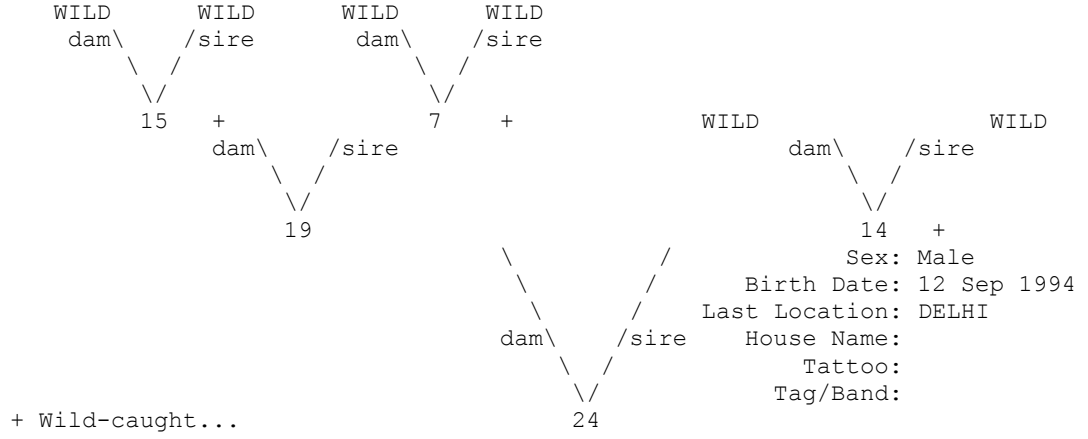 WILD WILD WILD WILD
dam\ /sire dam\ /sire
\ / \ /
\/ \/
15 + 7 + WILD WILD
dam\ /sire dam\ /sire
\ / \ /
\/ \/
19 14 +
\ / Sex: Male
\ / Birth Date: 12 Sep 1994
\ / Last Location: DELHI
dam\ /sire House Name:
\ / Tattoo:
\/ Tag/Band:
+ Wild-caught... 24